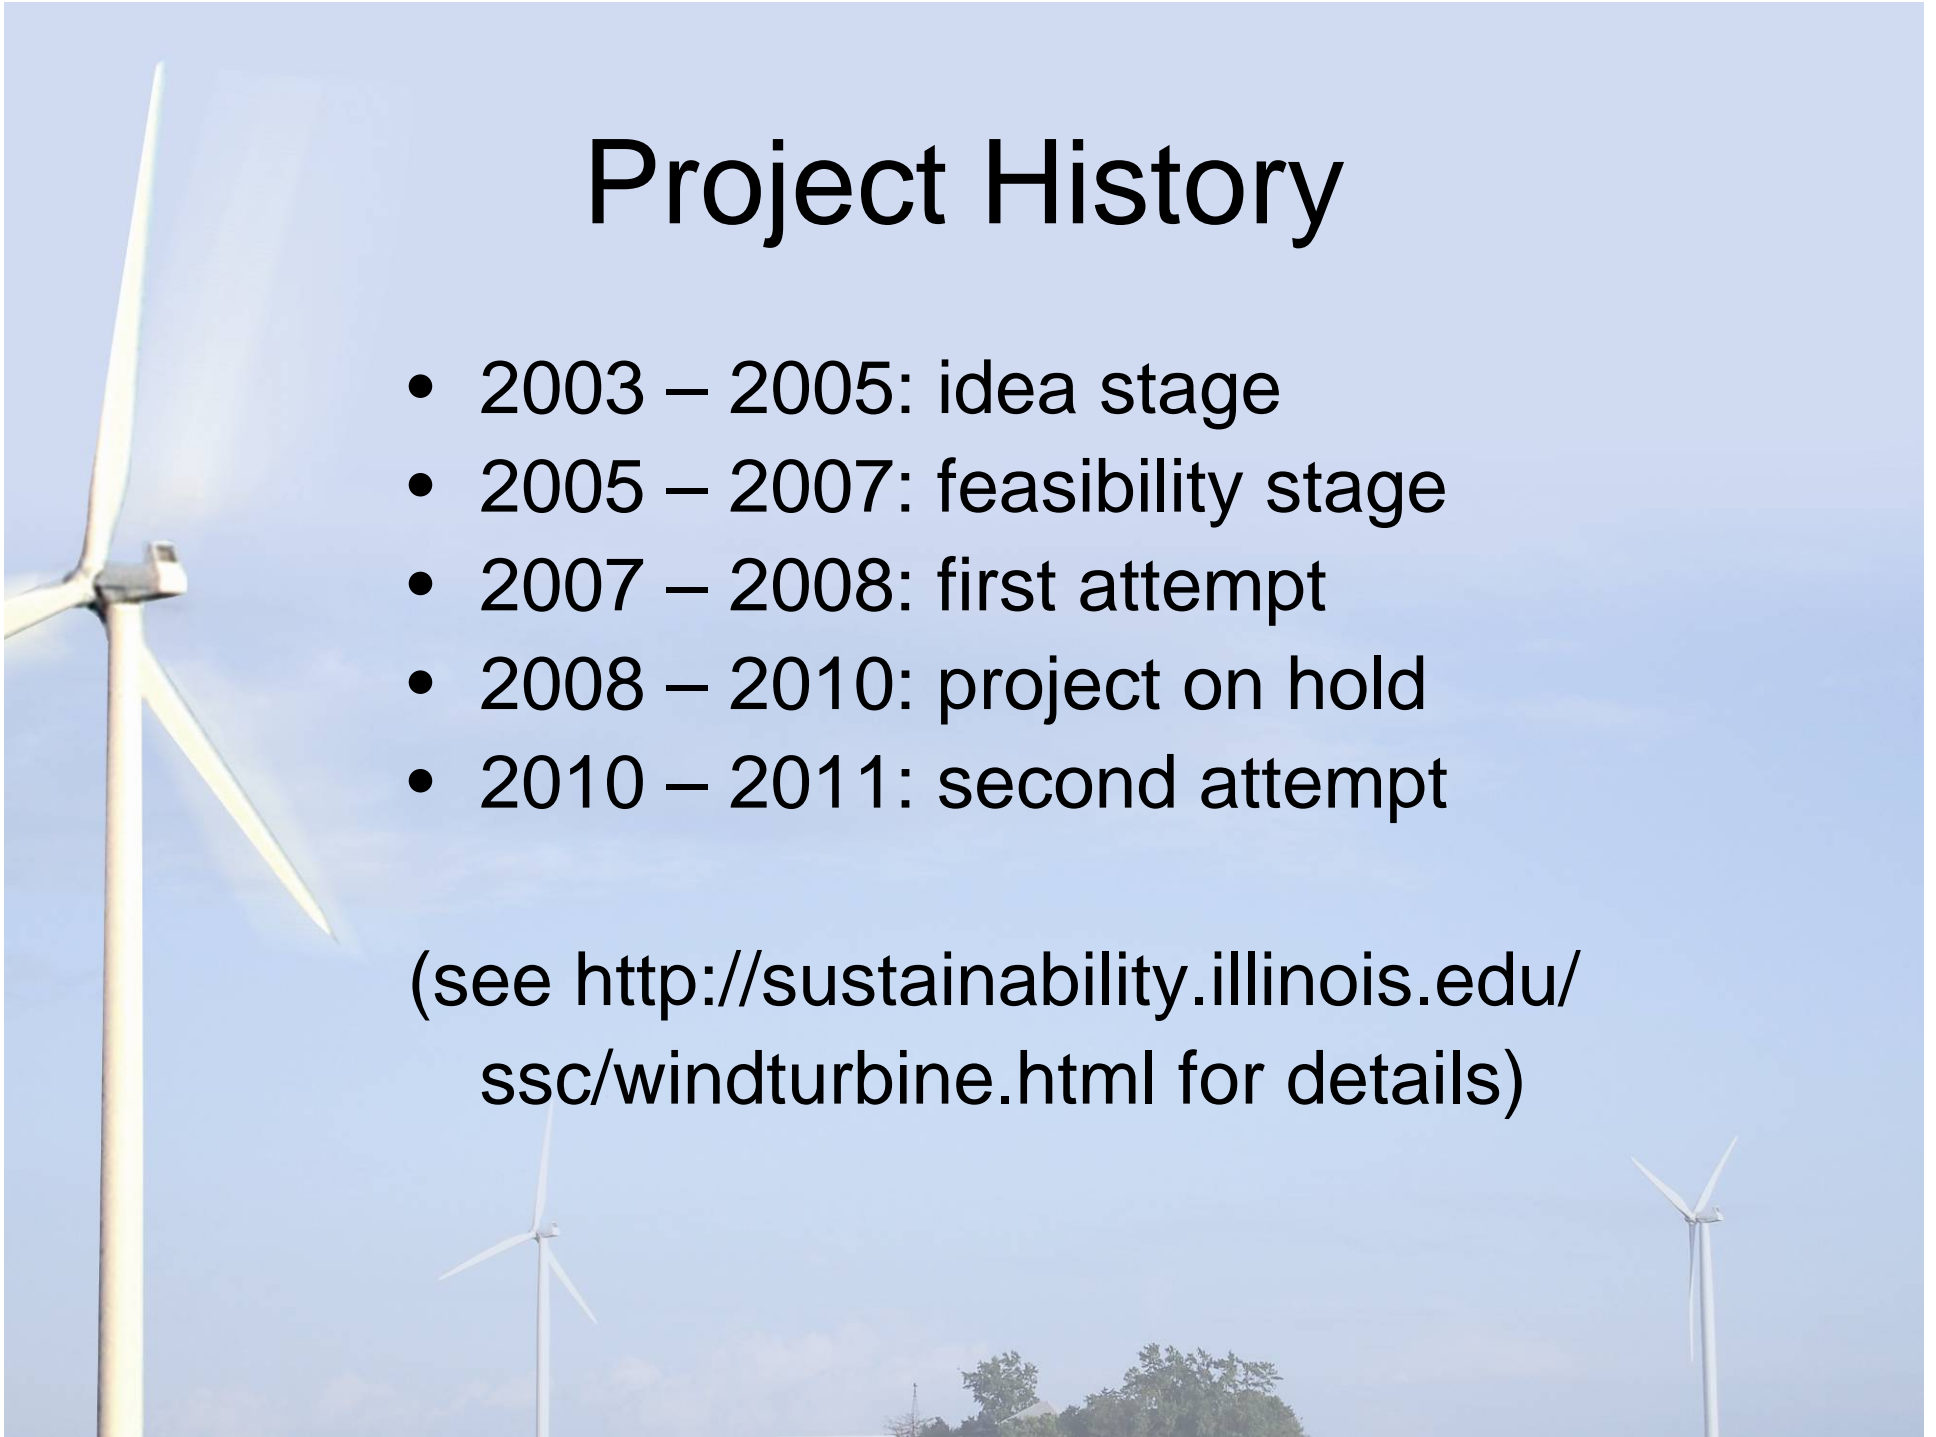 Project History
• 2003 – 2005: idea stage
• 2005 – 2007: feasibility stage
• 2007 – 2008: first attempt
• 2008 – 2010: project on hold
• 2010 – 2011: second attempt
(see http://sustainability.illinois.edu/
ssc/windturbine.html for details)